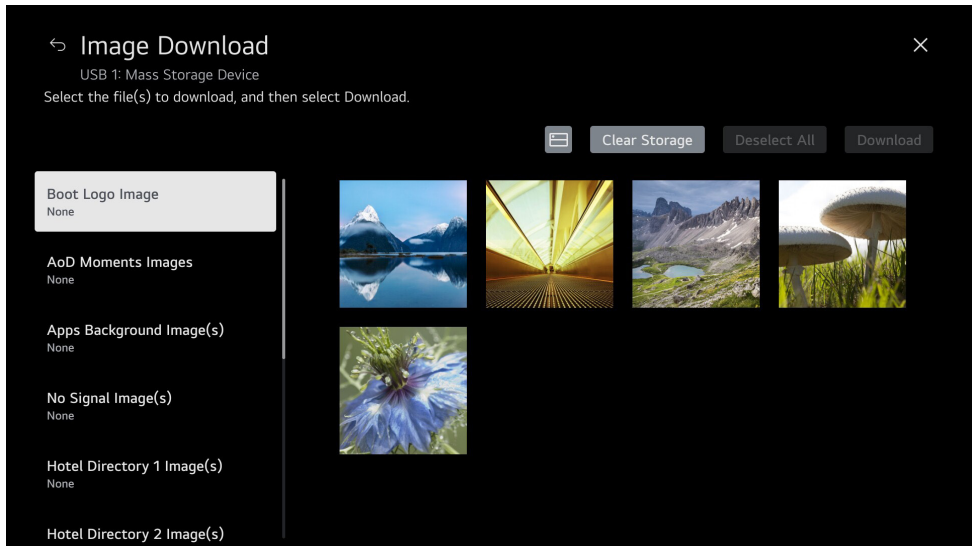 Image Download
USB 1: Mass Storage Device
Select the file(s) to download, and then select Download.
Clear Storage
Deselect All
Download
Boot Logo Image
None
AoD Moments Images
None
Apps Background Image(s)
None
No Signal Image(s)
None
Hotel Directory 1 Image(s)
None
Hotel Directory 2 Image(s)